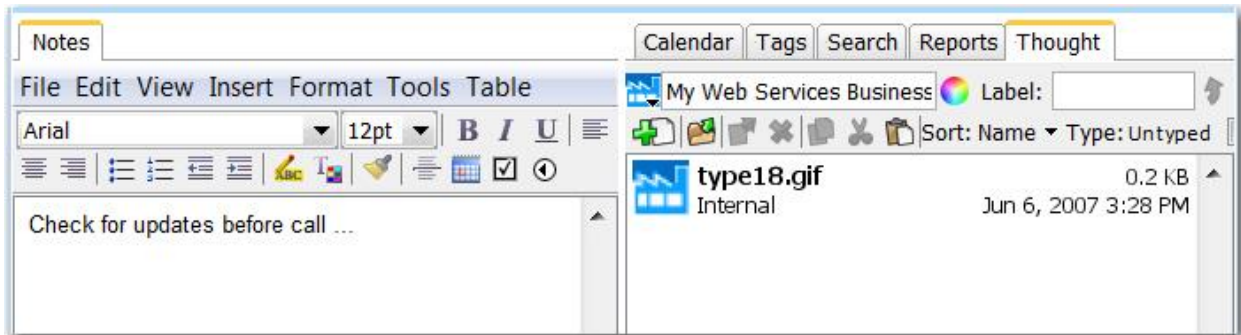 Notes
File Edit View Insert Format Tools Table
Arial 12pt B I U
ABC T
Check for updates before call ...
Calendar Tags Search Reports Thought
My Web Services Business Label:
Sort: Name Type: Untyped
type18.gif 0.2 KB
Internal Jun 6, 2007 3:28 PM